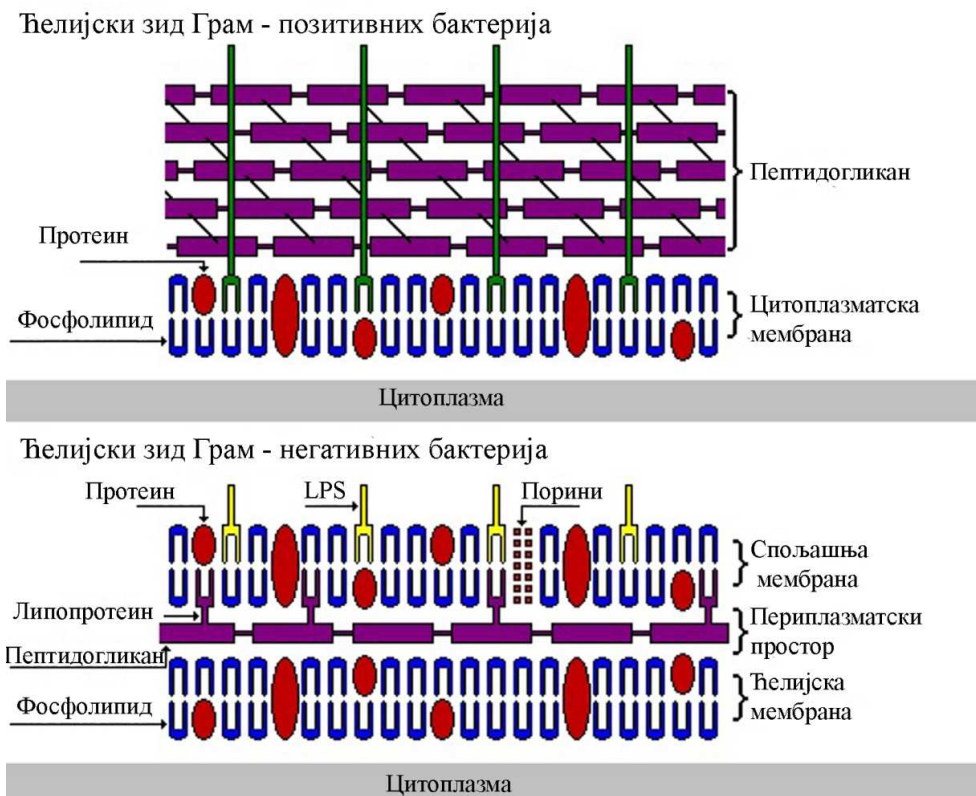 Ћелијски зид Грам - позитивних бактерија
Пептидогликан
Протеин
Фосфолипид
Цитоплазматска
мембрана
Цитоплазма
Ћелијски зид Грам - негативних бактерија
Протеин
LPS
Порини
Спољашња
мембрана
Липопротеин
Периплазматски
простор
Пептидогликан
Фосфолипид
Ћелијска
мембрана
Цитоплазма